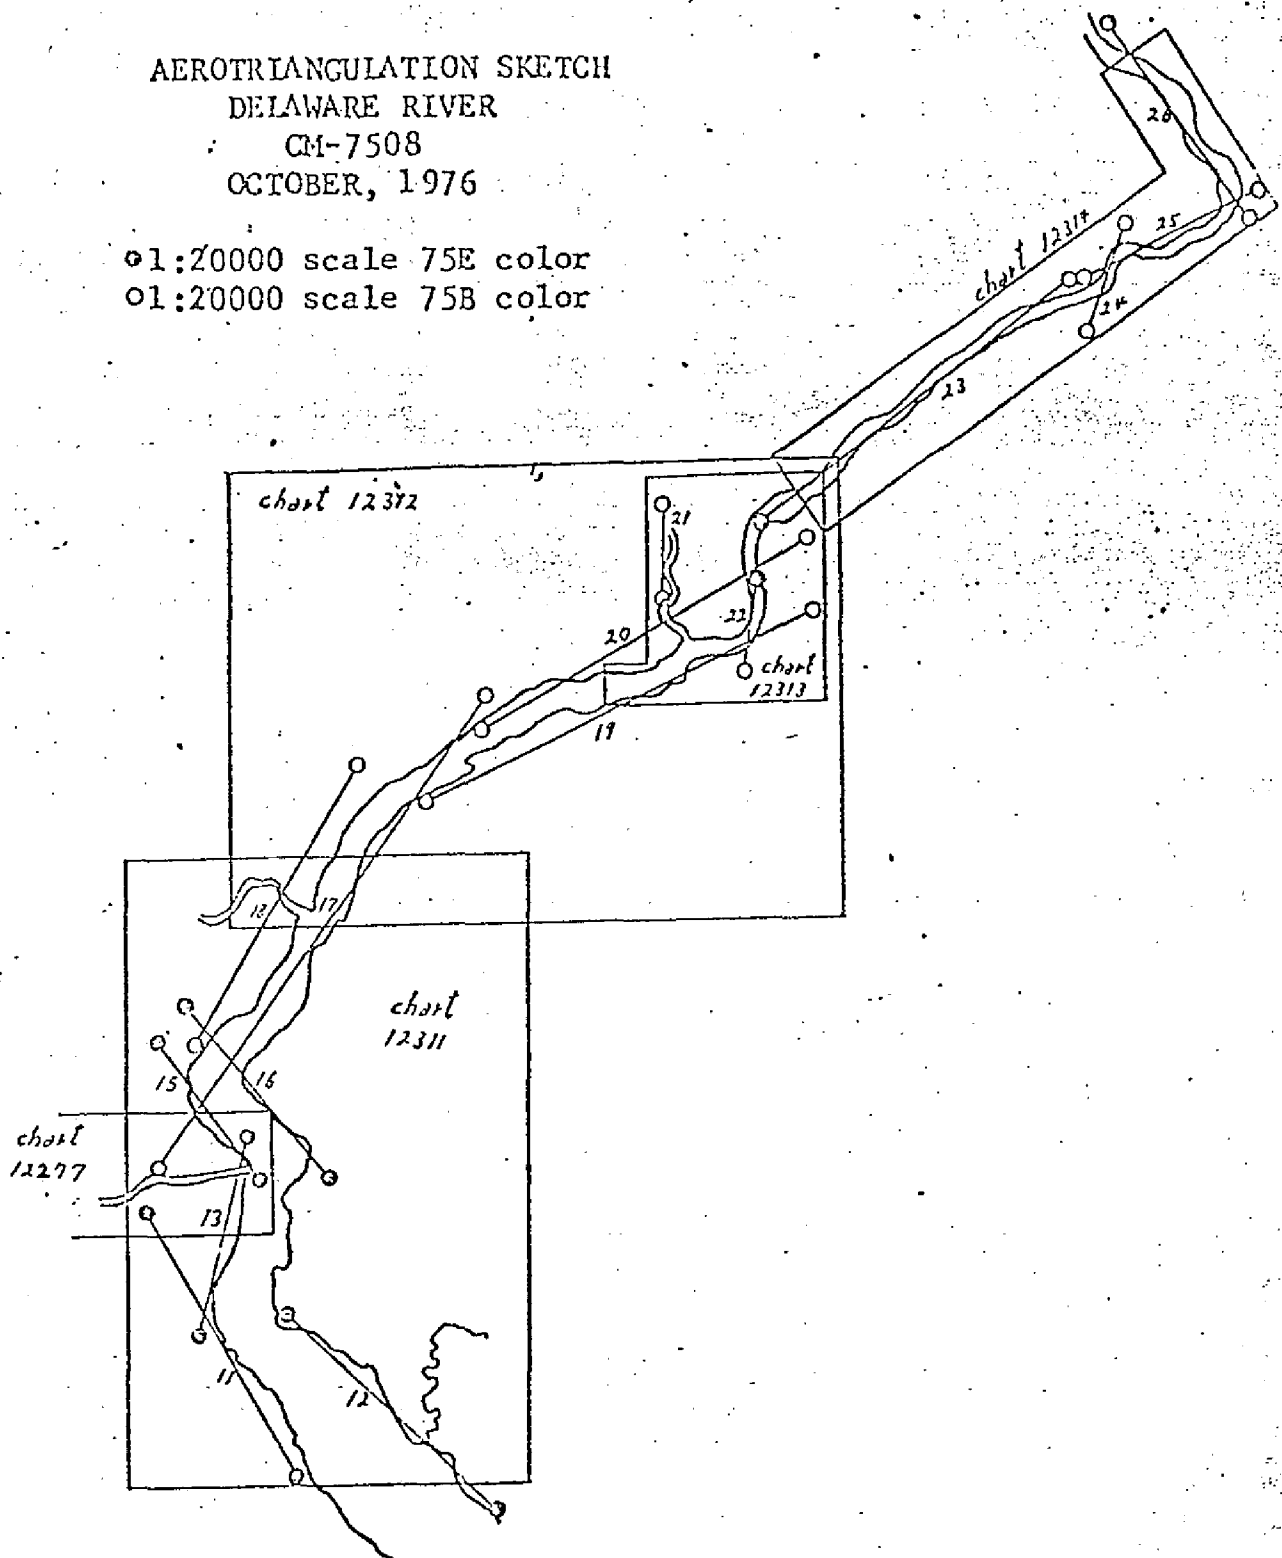 AEROTRIANGULATION SKETCH
DELAWARE RIVER
CM-7508
OCTOBER, 1976
1:20000 scale 75E color
1:20000 scale 75B color
26
25
chart 12314
24
23
chart 12312
21
22
20
chart
12313
19
18
17
chart
12311
15
16
chart
12277
13
11
12